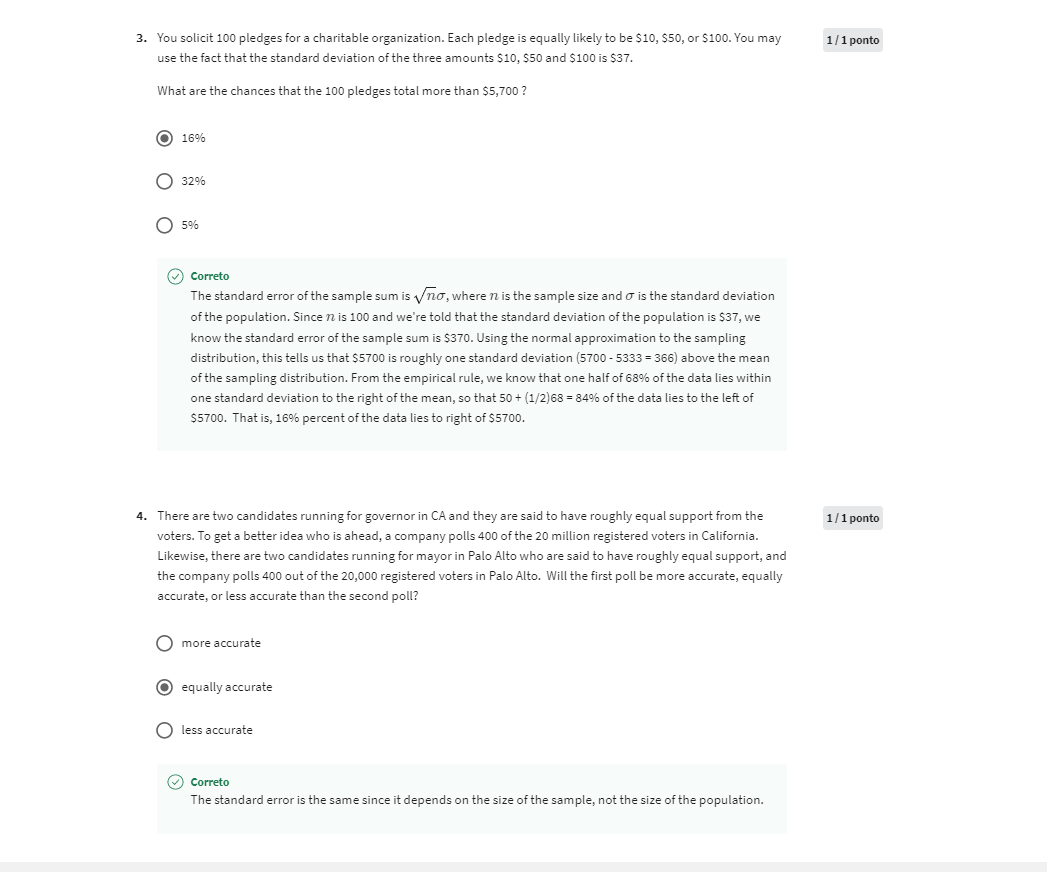 3. You solicit 100 pledges for a charitable organization. Each pledge is equally likely to be $10, $50, or $100. You may
1 / 1 ponto
use the fact that the standard deviation of the three amounts $10, $50 and $100 is $37.
What are the chances that the 100 pledges total more than $5,700 ?
16%
32%
5%
Correto
The standard error of the sample sum is √nσ, where n is the sample size and σ is the standard deviation
of the population. Since n is 100 and we're told that the standard deviation of the population is $37, we
know the standard error of the sample sum is $370. Using the normal approximation to the sampling
distribution, this tells us that $5700 is roughly one standard deviation (5700 - 5333 = 366) above the mean
of the sampling distribution. From the empirical rule, we know that one half of 68% of the data lies within
one standard deviation to the right of the mean, so that 50 + (1/2)68 = 84% of the data lies to the left of
$5700. That is, 16% percent of the data lies to right of $5700.
4. There are two candidates running for governor in CA and they are said to have roughly equal support from the
1 / 1 ponto
voters. To get a better idea who is ahead, a company polls 400 of the 20 million registered voters in California.
Likewise, there are two candidates running for mayor in Palo Alto who are said to have roughly equal support, and
the company polls 400 out of the 20,000 registered voters in Palo Alto. Will the first poll be more accurate, equally
accurate, or less accurate than the second poll?
more accurate
equally accurate
less accurate
Correto
The standard error is the same since it depends on the size of the sample, not the size of the population.